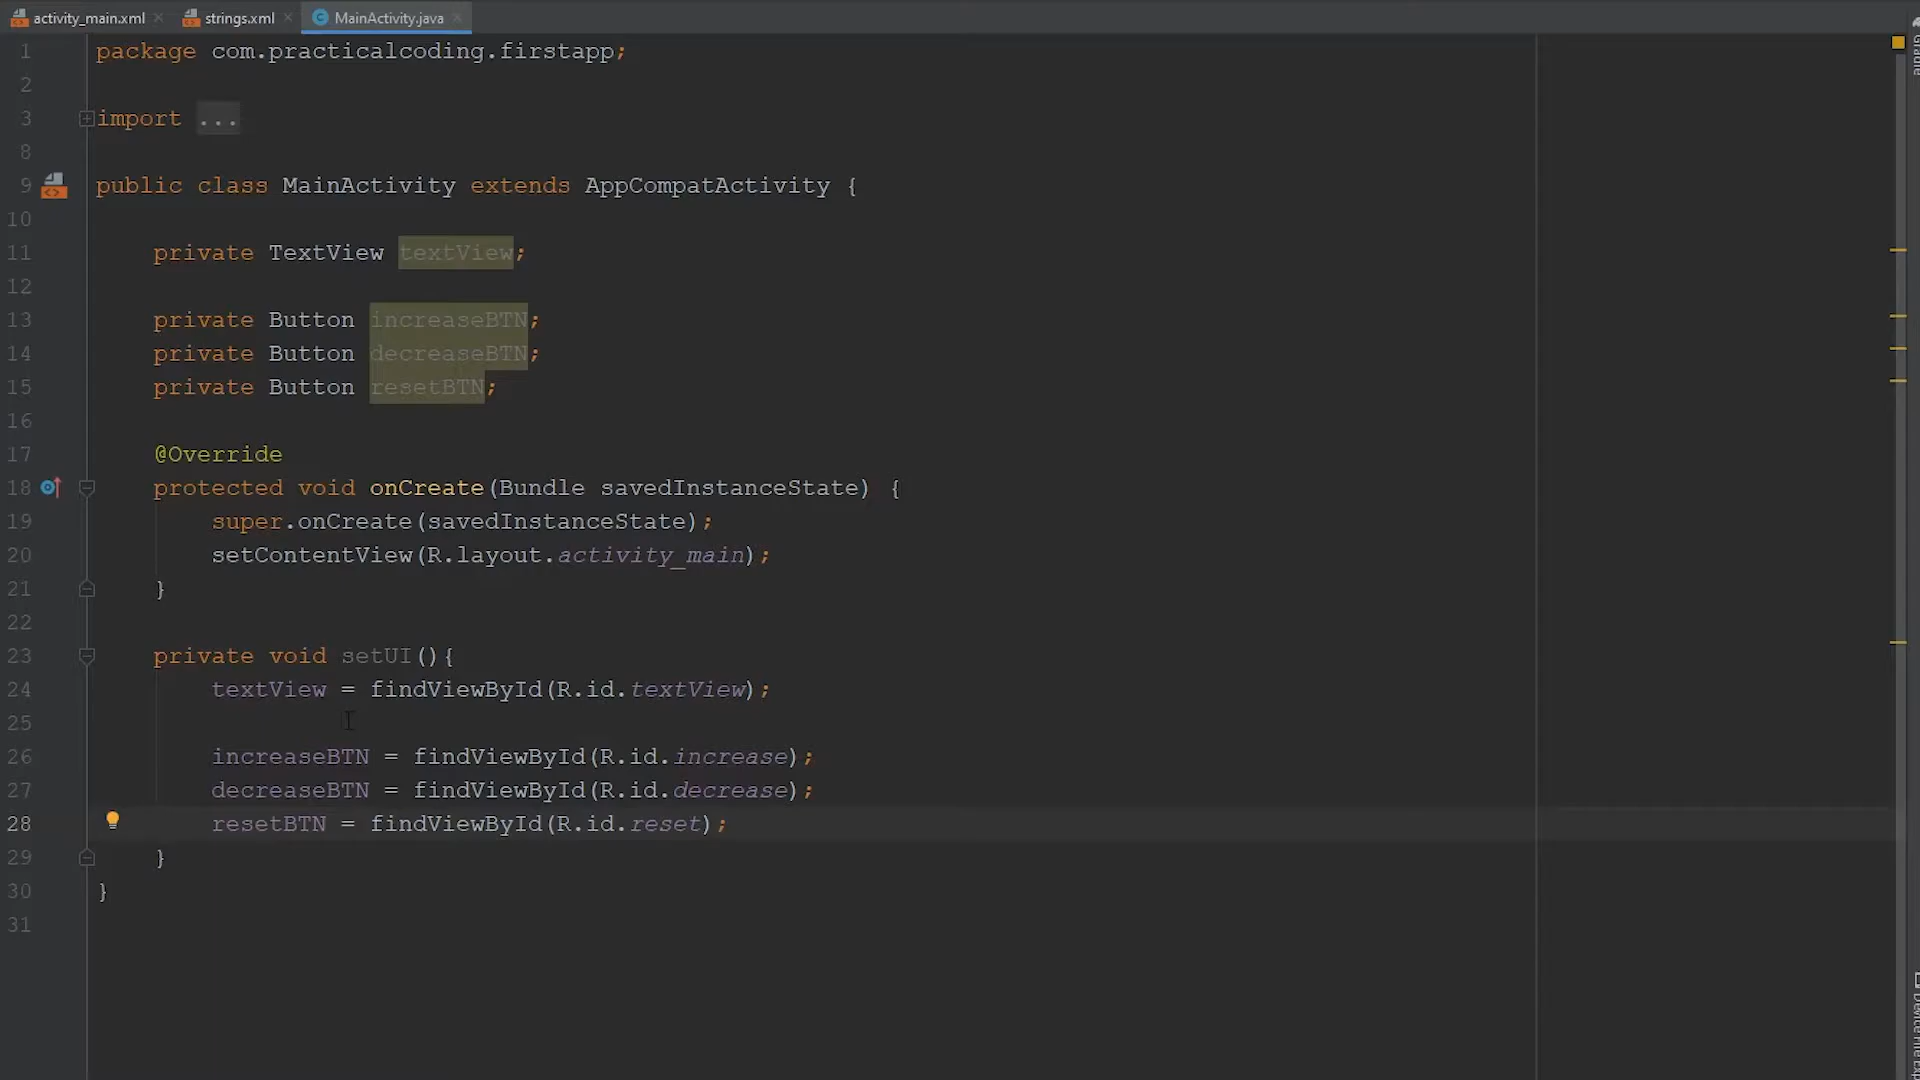 activity_main.xml strings.xml MainActivity.java
1 package com.practicalcoding.firstapp;
2
3 import ...
8
9 public class MainActivity extends AppCompatActivity {
10
11 private TextView textView;
12
13 private Button increaseBTN;
14 private Button decreaseBTN;
15 private Button resetBTN;
16
17 @Override
18 protected void onCreate(Bundle savedInstanceState) {
19 super.onCreate(savedInstanceState);
20 setContentView(R.layout.activity_main);
21 }
22
23 private void setUI(){
24 textView = findViewById(R.id.textView);
25
26 increaseBTN = findViewById(R.id.increase);
27 decreaseBTN = findViewById(R.id.decrease);
28 resetBTN = findViewById(R.id.reset);
29 }
30 }
31
Gradle